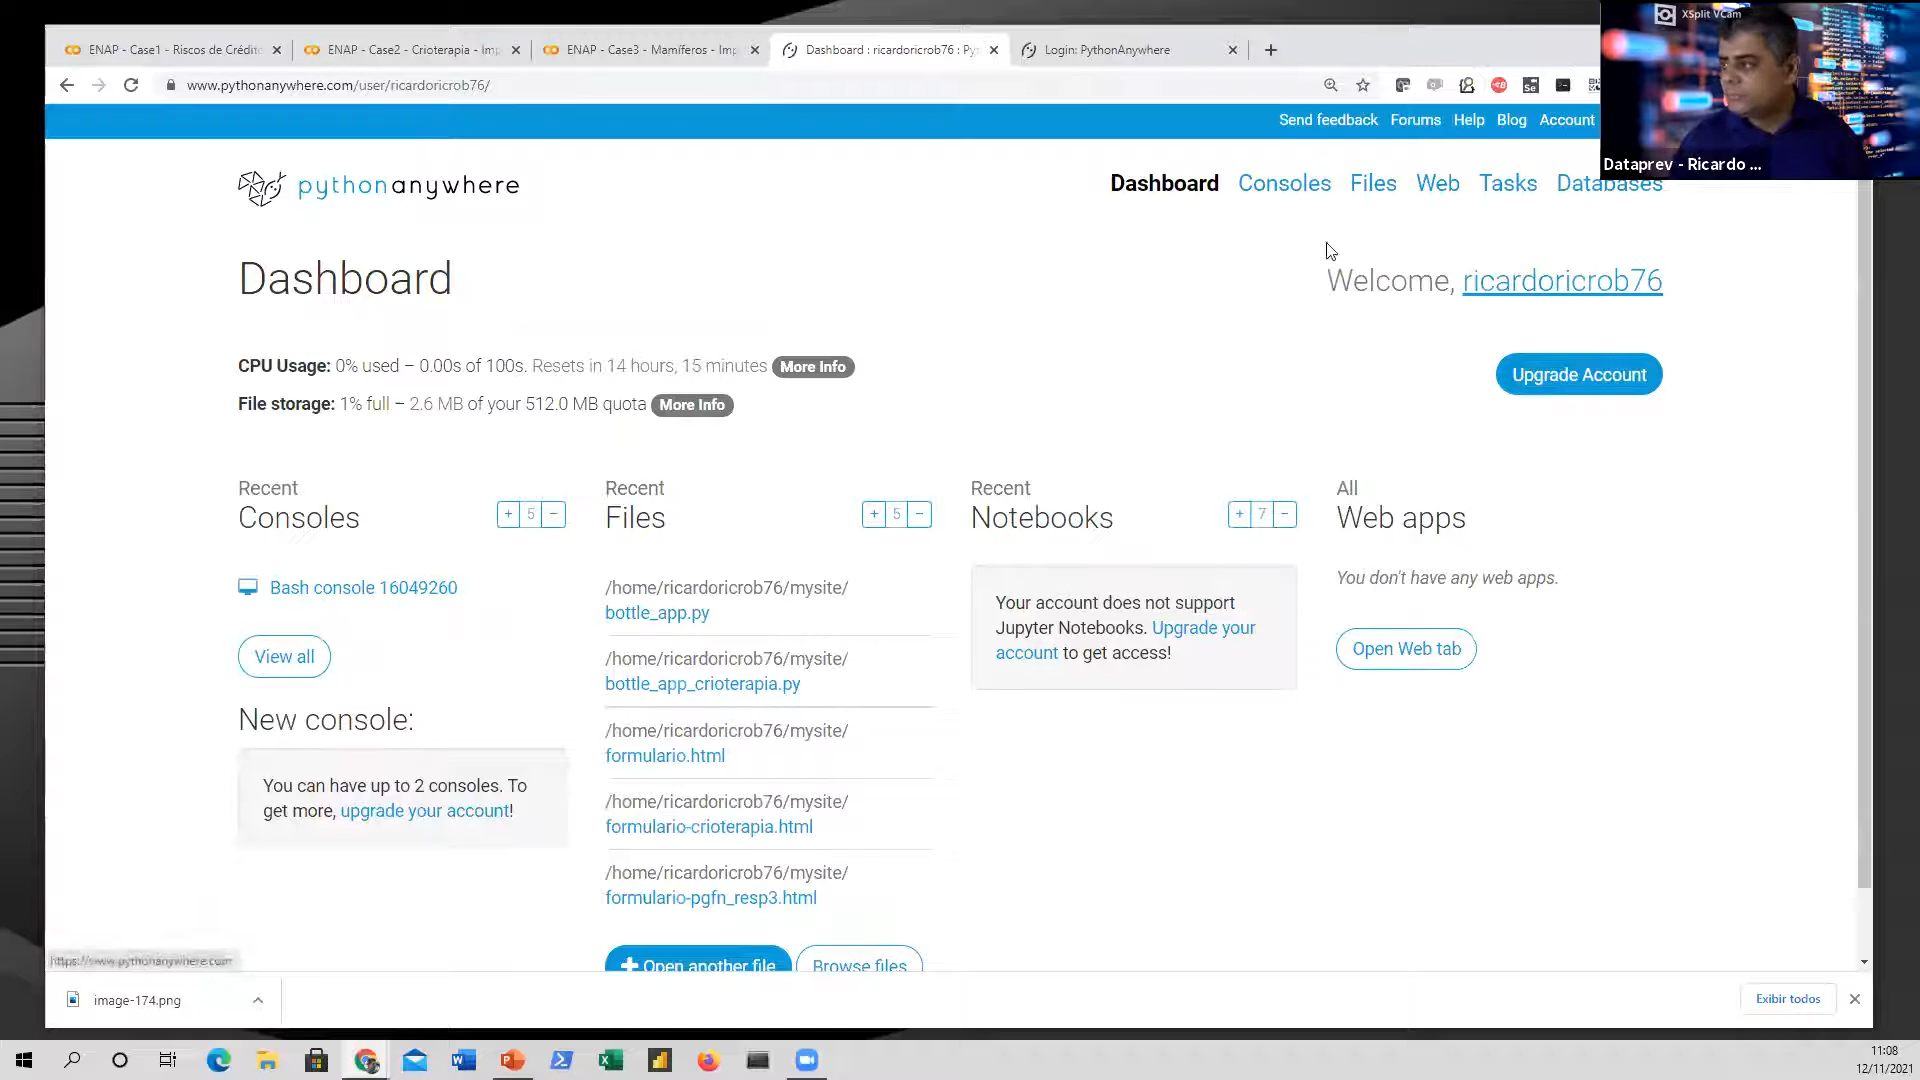 ENAP - Case1 - Riscos de Crédito
ENAP - Case2 - Crioterapia - Imp
ENAP - Case3 - Mamíferos - Imp
Dashboard : ricardoricrob76 : Py
Login: PythonAnywhere
www.pythonanywhere.com/user/ricardoricrob76/
XSplit VCam
Dataprev - Ricardo ...
Send feedback Forums Help Blog Account
pythonanywhere
Dashboard Consoles Files Web Tasks Databases
Dashboard
Welcome, ricardoricrob76
CPU Usage: 0% used – 0.00s of 100s. Resets in 14 hours, 15 minutes More Info
File storage: 1% full – 2.6 MB of your 512.0 MB quota More Info
Upgrade Account
Recent
Consoles
+ 5 −
Bash console 16049260
View all
New console:
You can have up to 2 consoles. To
get more, upgrade your account!
Recent
Files
+ 5 −
/home/ricardoricrob76/mysite/
bottle_app.py
/home/ricardoricrob76/mysite/
bottle_app_crioterapia.py
/home/ricardoricrob76/mysite/
formulario.html
/home/ricardoricrob76/mysite/
formulario-crioterapia.html
/home/ricardoricrob76/mysite/
formulario-pgfn_resp3.html
+ Open another file
Browse files
Recent
Notebooks
+ 7 −
Your account does not support
Jupyter Notebooks. Upgrade your
account to get access!
All
Web apps
You don't have any web apps.
Open Web tab
https://www.pythonanywhere.com
image-174.png
Exibir todos
11:08
12/11/2021